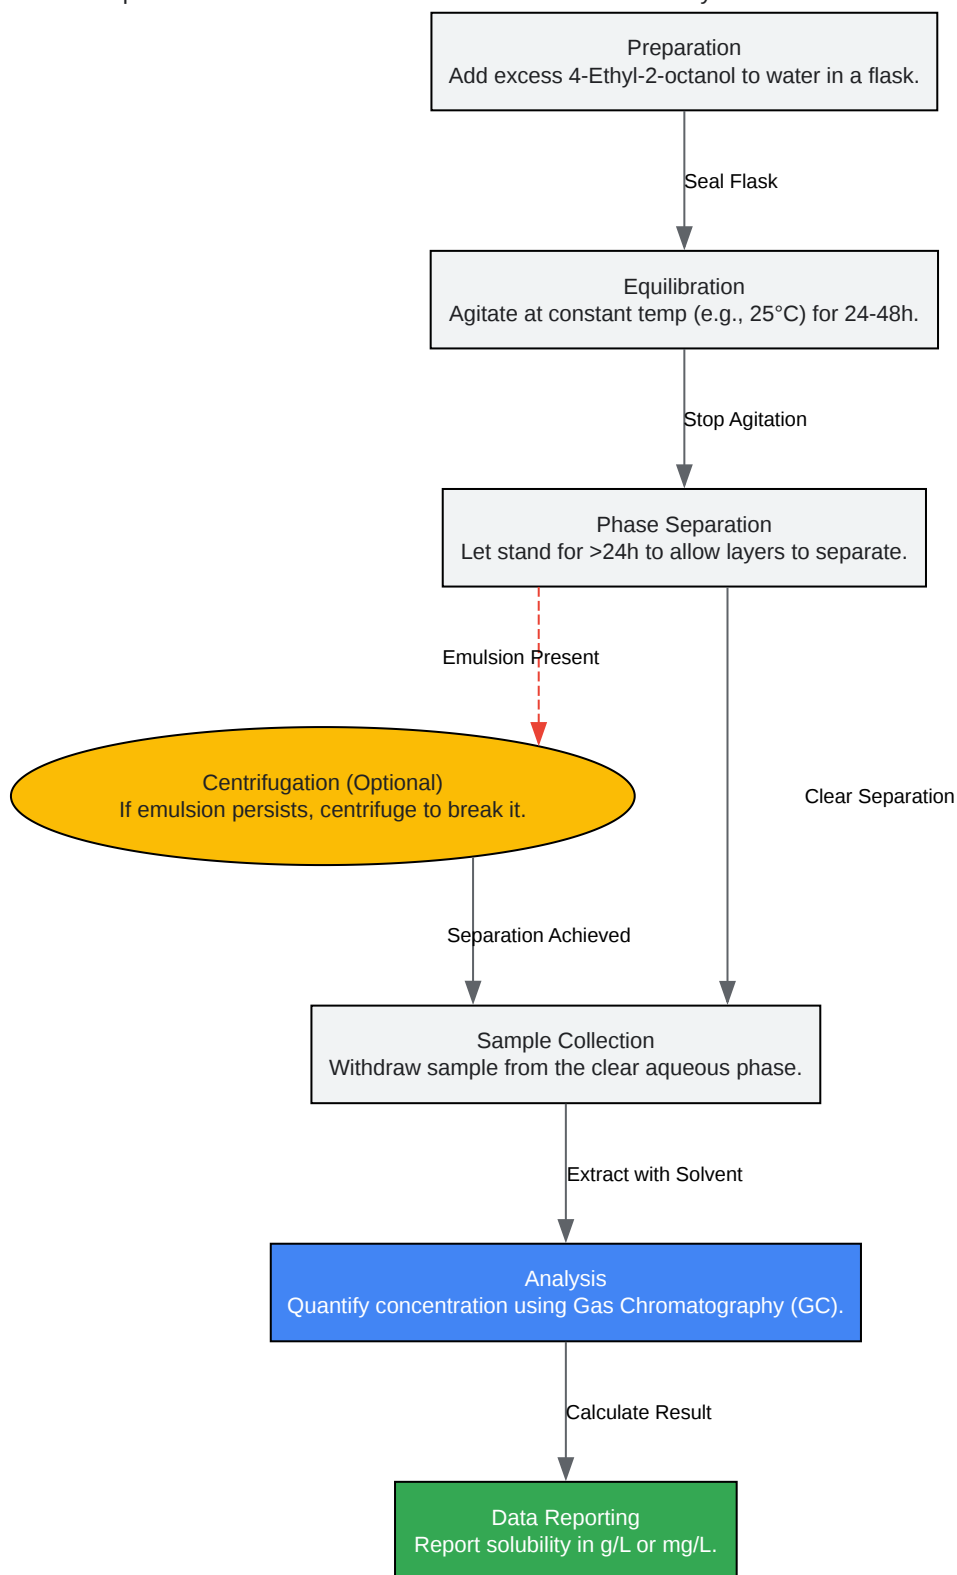 Preparation
Add excess 4-Ethyl-2-octanol to water in a flask.
Seal Flask
Equilibration
Agitate at constant temp (e.g., 25°C) for 24-48h.
Stop Agitation
Phase Separation
Let stand for >24h to allow layers to separate.
Emulsion Present
Centrifugation (Optional)
If emulsion persists, centrifuge to break it.
Clear Separation
Separation Achieved
Sample Collection
Withdraw sample from the clear aqueous phase.
Extract with Solvent
Analysis
Quantify concentration using Gas Chromatography (GC).
Calculate Result
Data Reporting
Report solubility in g/L or mg/L.